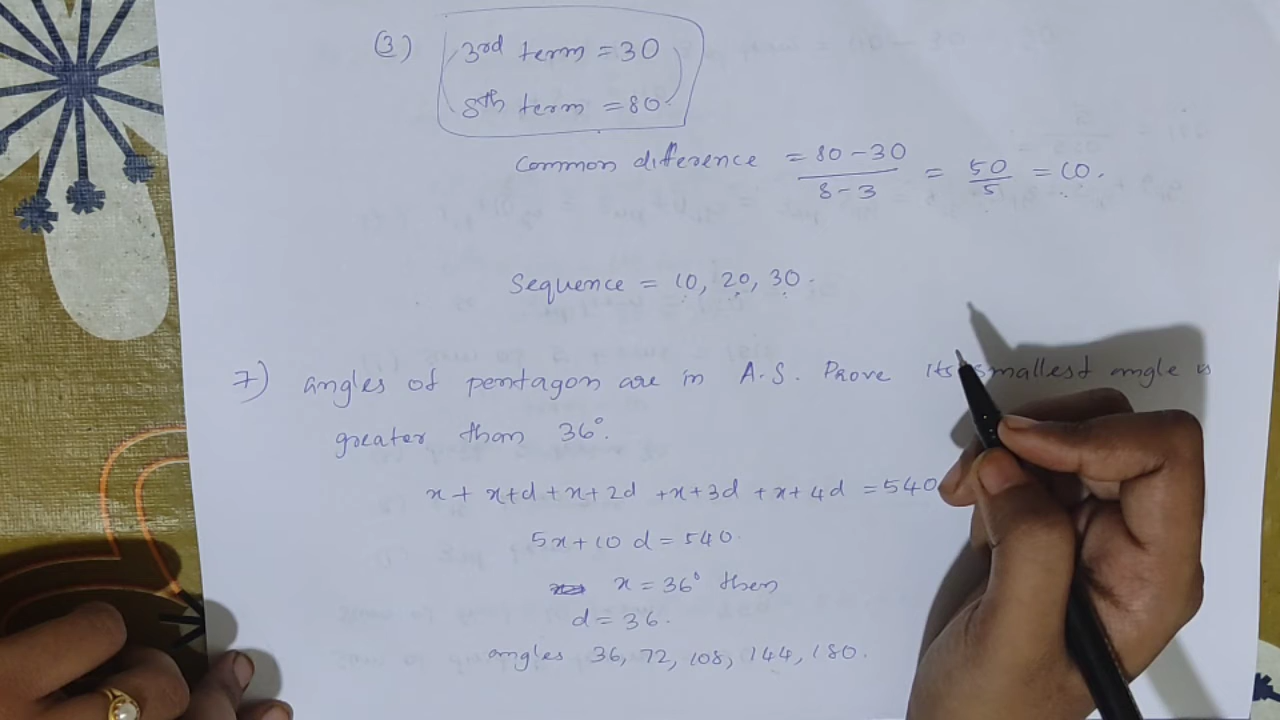 (3) 3rd term = 30
8th term = 80
Common difference = 80 - 30 / 8 - 3 = 50 / 5 = 10.
Sequence = 10, 20, 30.
7) angles of pentagon are in A.S. Prove its smallest angle is
greater than 36°.
x + x+d + x+2d + x+3d + x+4d = 540
5x + 10d = 540.
x = 36° then
d = 36.
angles 36, 72, 108, 144, 180.